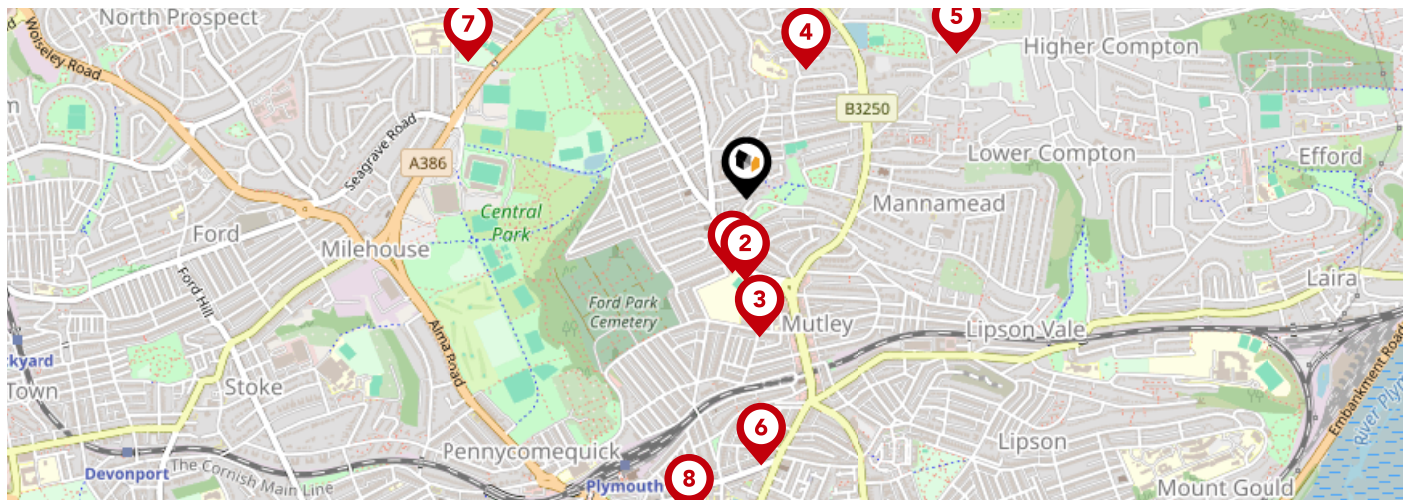 North Prospect
7
4
5
Higher Compton
Wolseley Road
B3250
A386
Seagrave Road
Lower Compton
Efford
Central
Park
Mannamead
Ford
Milehouse
2
Laira
Ford Hill
Ford Park
Cemetery
3
Mutley
Lipson Vale
Alma Road
Embankment Road
kyard
Town
Stoke
6
Lipson
Pennycomequick
Devonport
The Cornish Main Line
Plymouth
8
Mount Gould
River Ply